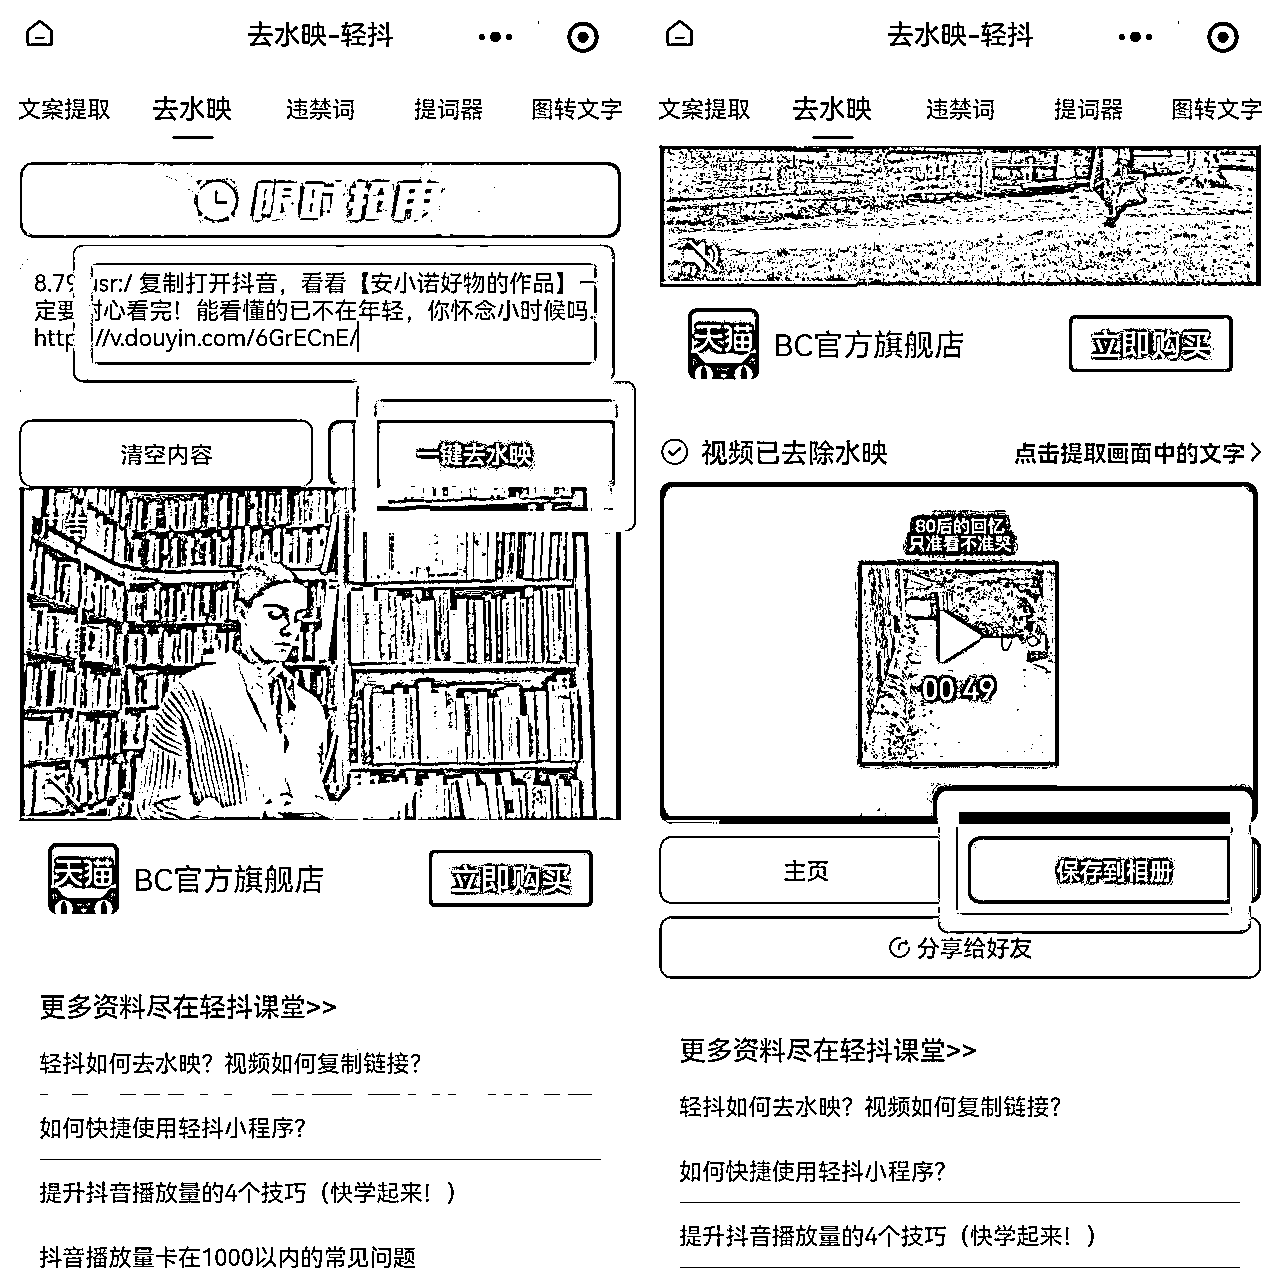 去水映-轻抖
文案提取 去水映 违禁词 提词器 图转文字
限时抢用
8.79 usr:/ 复制打开抖音，看看【安小诺好物的作品】一
定要耐心看完！能看懂的已不在年轻，你怀念小时候吗.
http //v.douyin.com/6GrECnE/
清空内容 一键去水映
天猫 BC官方旗舰店 立即购买
更多资料尽在轻抖课堂>>
轻抖如何去水映？视频如何复制链接？
如何快捷使用轻抖小程序？
提升抖音播放量的4个技巧（快学起来！）
抖音播放量卡在1000以内的常见问题
去水映-轻抖
文案提取 去水映 违禁词 提词器 图转文字
天猫 BC官方旗舰店 立即购买
视频已去除水映 点击提取画面中的文字>
80后的回忆
只准看不准哭
00:49
主页 保存到相册
分享给好友
更多资料尽在轻抖课堂>>
轻抖如何去水映？视频如何复制链接？
如何快捷使用轻抖小程序？
提升抖音播放量的4个技巧（快学起来！）